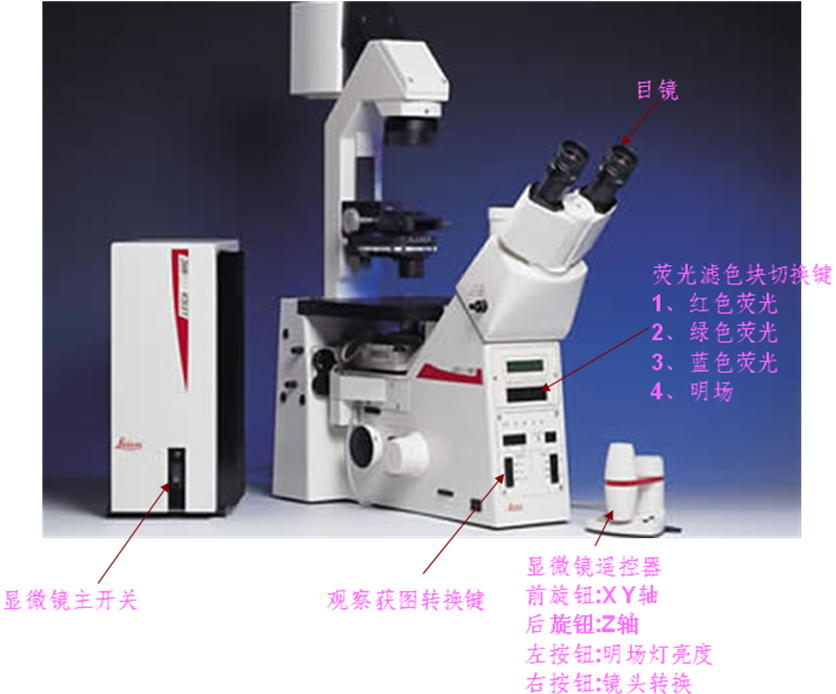 目镜
荧光滤色块切换键
1、红色荧光
2、绿色荧光
3、蓝色荧光
4、明场
Leica
显微镜主开关
观察获图转换键
显微镜遥控器
前旋钮:XY轴
后旋钮:Z轴
左按钮:明场灯亮度
右按钮:镜头转换